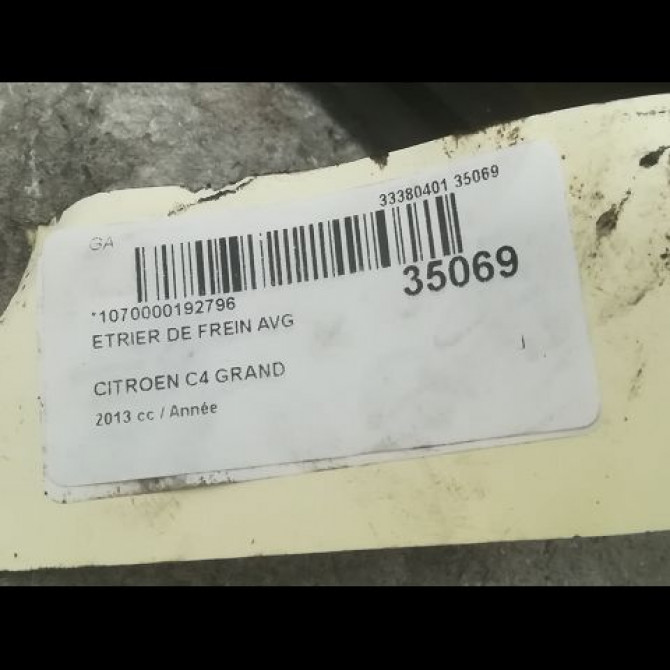 33380401 35069
GA
35069
*1070000192796
ETRIER DE FREIN AVG
CITROEN C4 GRAND
2013 cc / Année